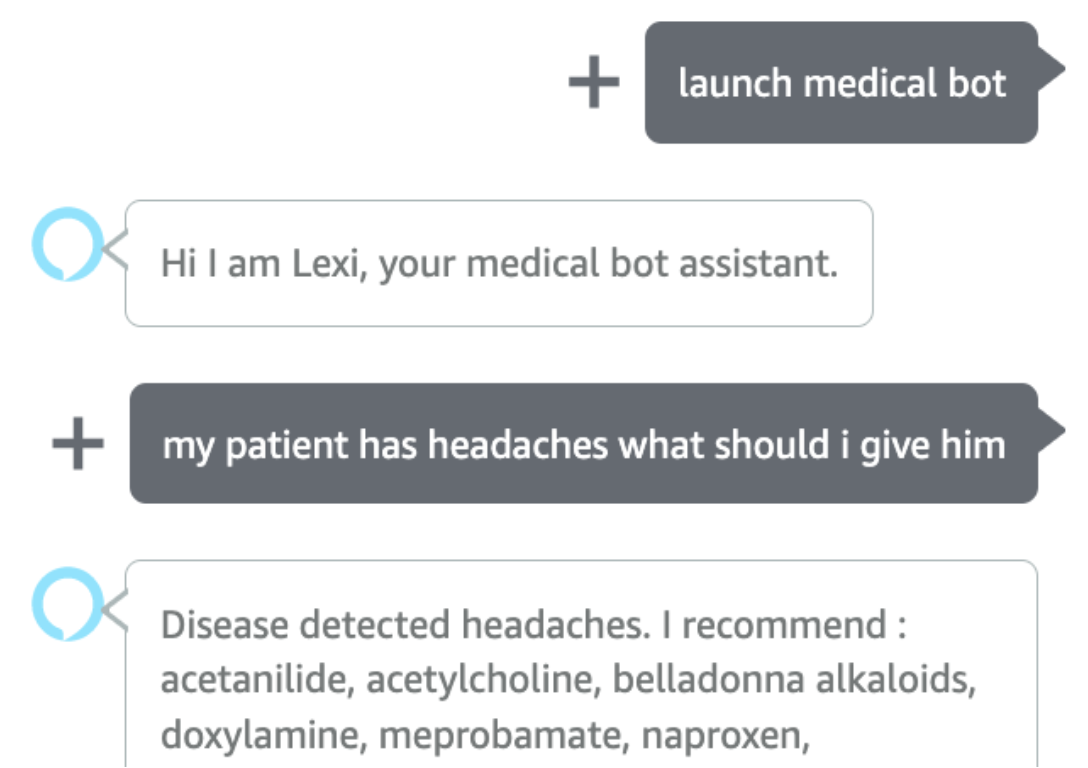 launch medical bot
Hi I am Lexi, your medical bot assistant.
my patient has headaches what should i give him
Disease detected headaches. I recommend :
acetanilide, acetylcholine, belladonna alkaloids,
doxylamine, meprobamate, naproxen,